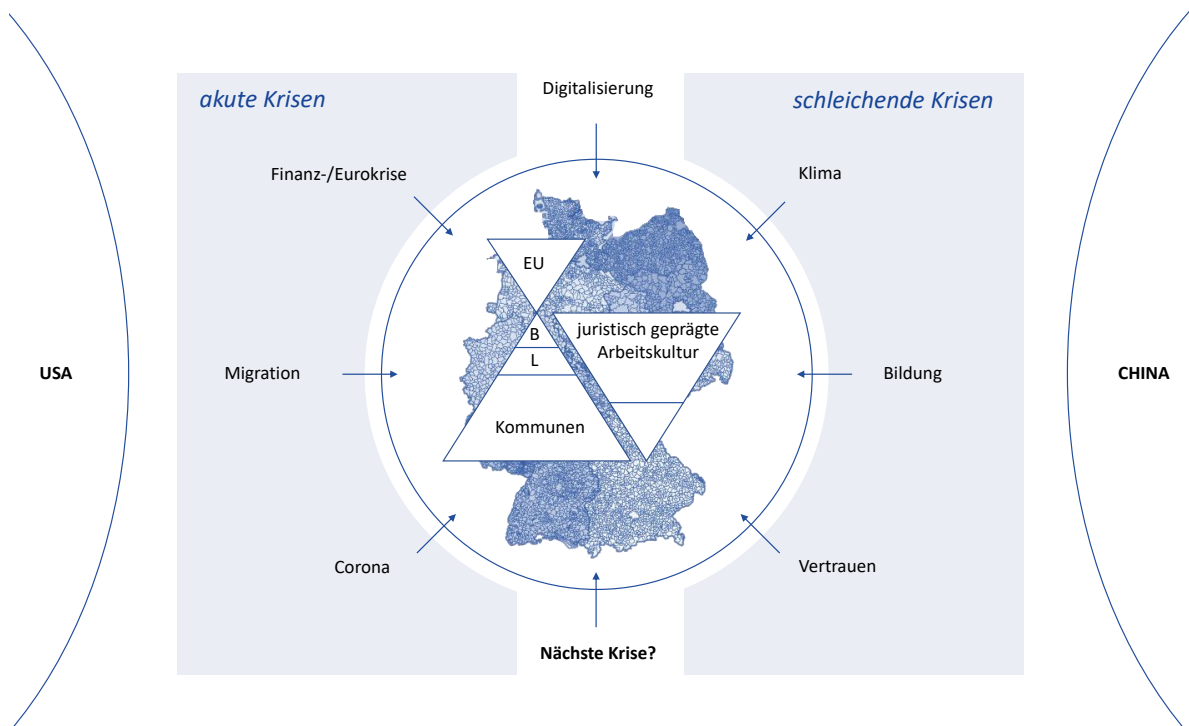 Digitalisierung
akute Krisen
schleichende Krisen
Finanz-/Eurokrise
Klima
EU
B
juristisch geprägte
Arbeitskultur
L
USA
Migration
Bildung
CHINA
Kommunen
Corona
Vertrauen
Nächste Krise?